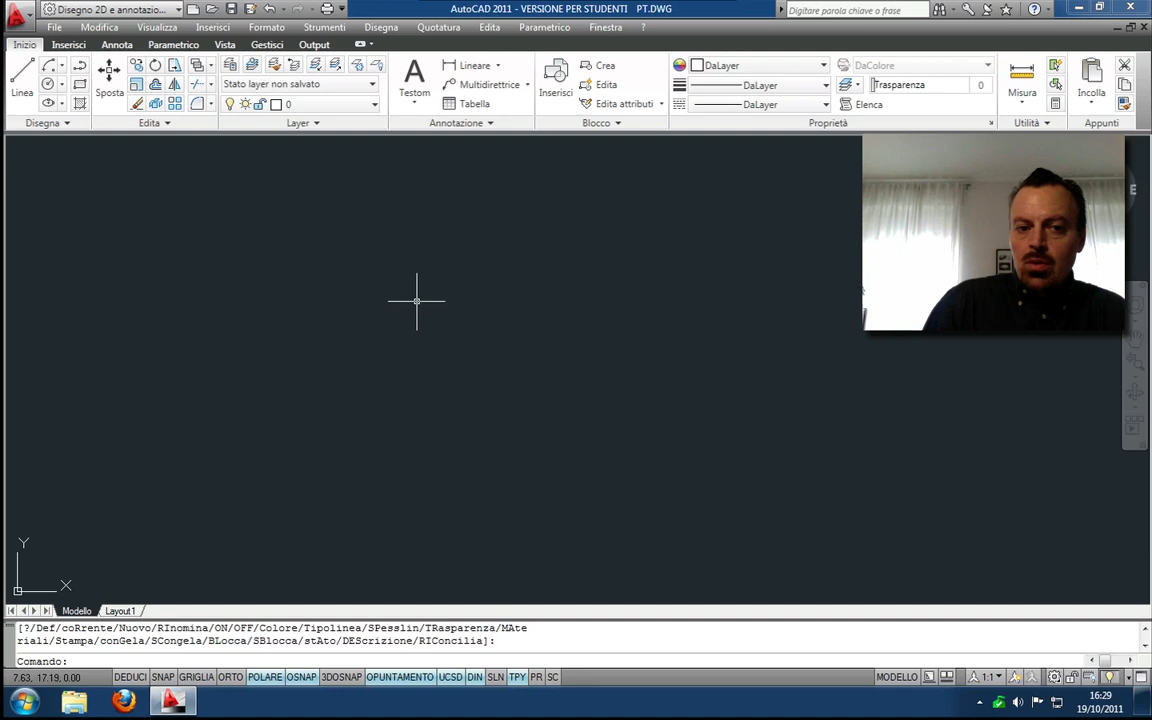 Disegno 2D e annotazio...
AutoCAD 2011 - VERSIONE PER STUDENTI PT.DWG
Digitare parola chiave o frase
File Modifica Visualizza Inserisci Formato Strumenti Disegna Quotatura Edita Parametrico Finestra ?
Inizio Inserisci Annota Parametrico Vista Gestisci Output
Linea
Sposta
Stato layer non salvato
0
Testom
Lineare
Multidirettrice
Tabella
Inserisci
Crea
Edita
Edita attributi
DaLayer
DaLayer
DaLayer
DaColore
Trasparenza 0
Elenca
Misura
Incolla
Disegna Edita Layer Annotazione Blocco Proprietà Utilità Appunti
E
Y
X
Modello Layout1
[?/Def/coRrente/Nuovo/RInomina/ON/OFF/Colore/Tipolinea/SPesslin/TRasparenza/MAte
riali/Stampa/conGela/SCongela/BLocca/SBlocca/stAto/DEScrizione/RIConcilia]:
Comando:
7.63, 17.19, 0.00 DEDUCI SNAP GRIGLIA ORTO POLARE OSNAP 3DOSNAP OPUNTAMENTO UCSD DIN SLN TPY PR SC MODELLO 1:1
16:29
19/10/2011